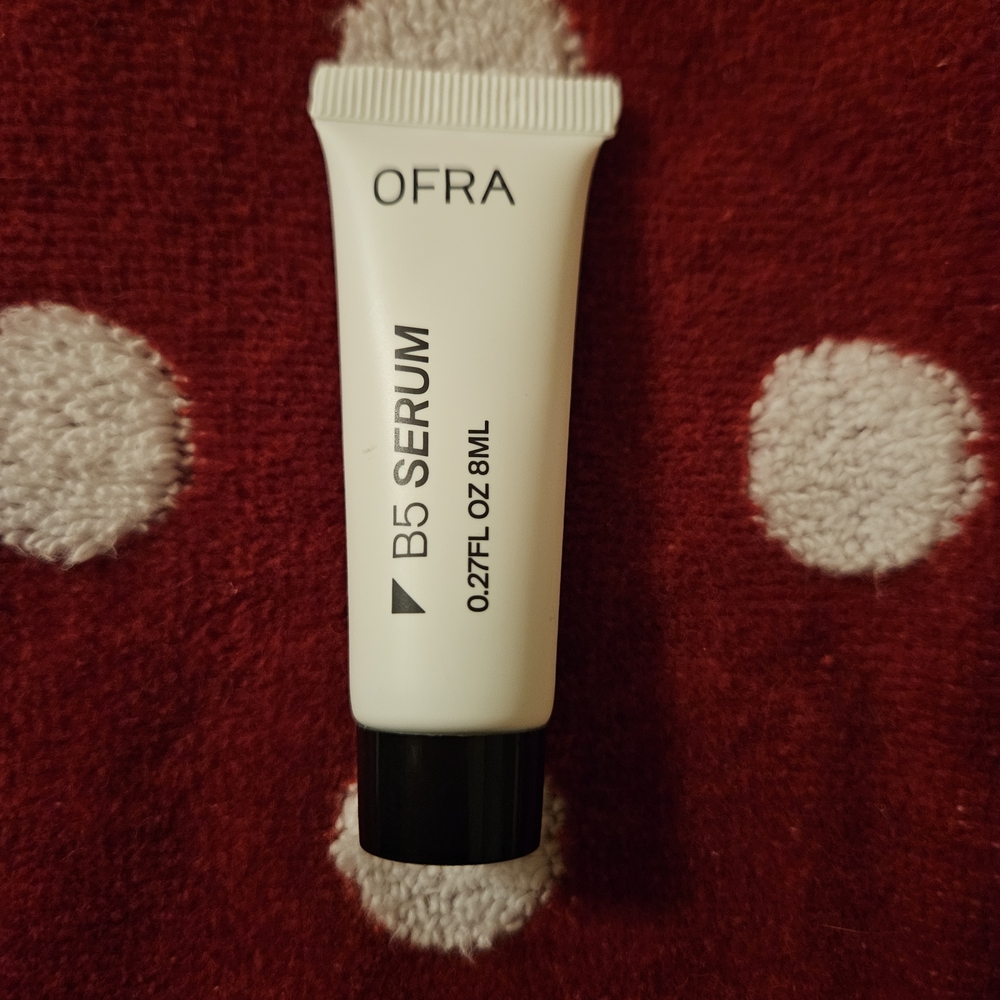 OFRA
B5 SERUM
0.27FL OZ 8ML